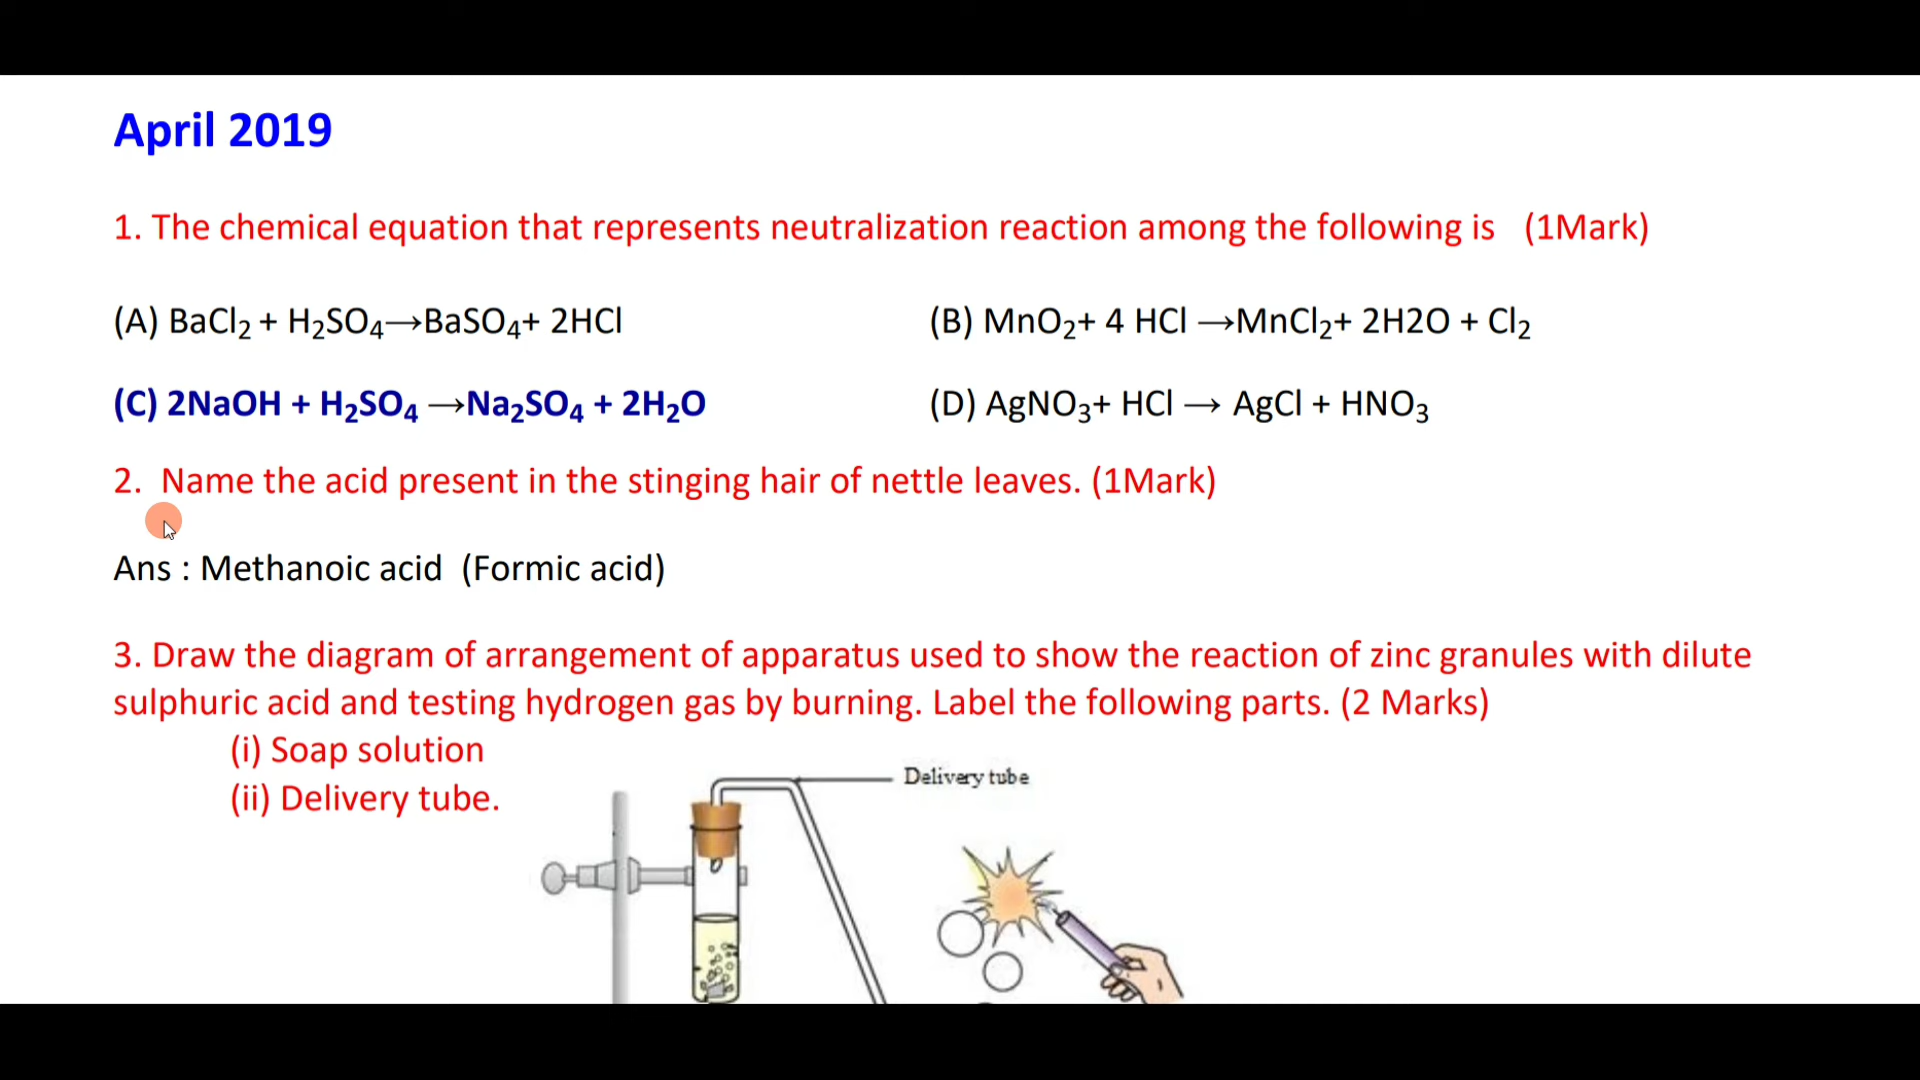 April 2019
1. The chemical equation that represents neutralization reaction among the following is (1Mark)
(A) BaCl₂ + H₂SO₄→BaSO₄+ 2HCl
(B) MnO₂+ 4 HCl →MnCl₂+ 2H2O + Cl₂
(C) 2NaOH + H₂SO₄ →Na₂SO₄ + 2H₂O
(D) AgNO₃+ HCl → AgCl + HNO₃
2. Name the acid present in the stinging hair of nettle leaves. (1Mark)
Ans : Methanoic acid (Formic acid)
3. Draw the diagram of arrangement of apparatus used to show the reaction of zinc granules with dilute
sulphuric acid and testing hydrogen gas by burning. Label the following parts. (2 Marks)
(i) Soap solution
(ii) Delivery tube.
Delivery tube